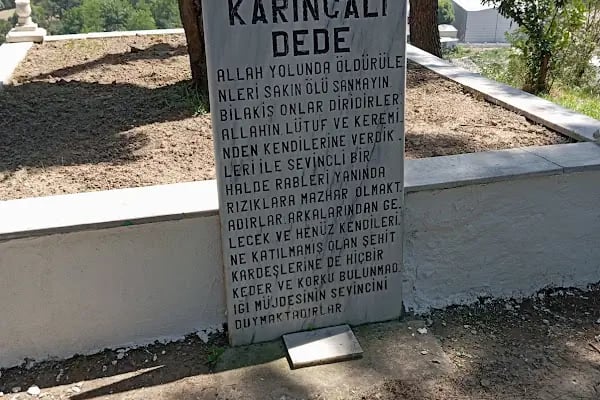 KARINCALI
DEDE
ALLAH YOLUNDA ÖLDÜRÜLE
NLERİ SAKIN ÖLÜ SANMAYIN
BİLAKİS ONLAR DİRİDİRLER.
ALLAHIN LÜTUF VE KEREMİ
NDEN KENDİLERİNE VERDİK
LERİ İLE SEVİNÇLİ BİR
HALDE RABLERİ YANINDA
RIZIKLARA MAZHAR OLMAKT
ADIRLAR. ARKALARINDAN GE
LECEK VE HENÜZ KENDİLERİ
NE KATILMAMIŞ OLAN ŞEHİT
KARDEŞLERİNE DE HİÇBİR
KEDER VE KORKU BULUNMAD
IĞI MÜJDESİNİN SEVİNCİNİ
DUYMAKTADIRLAR